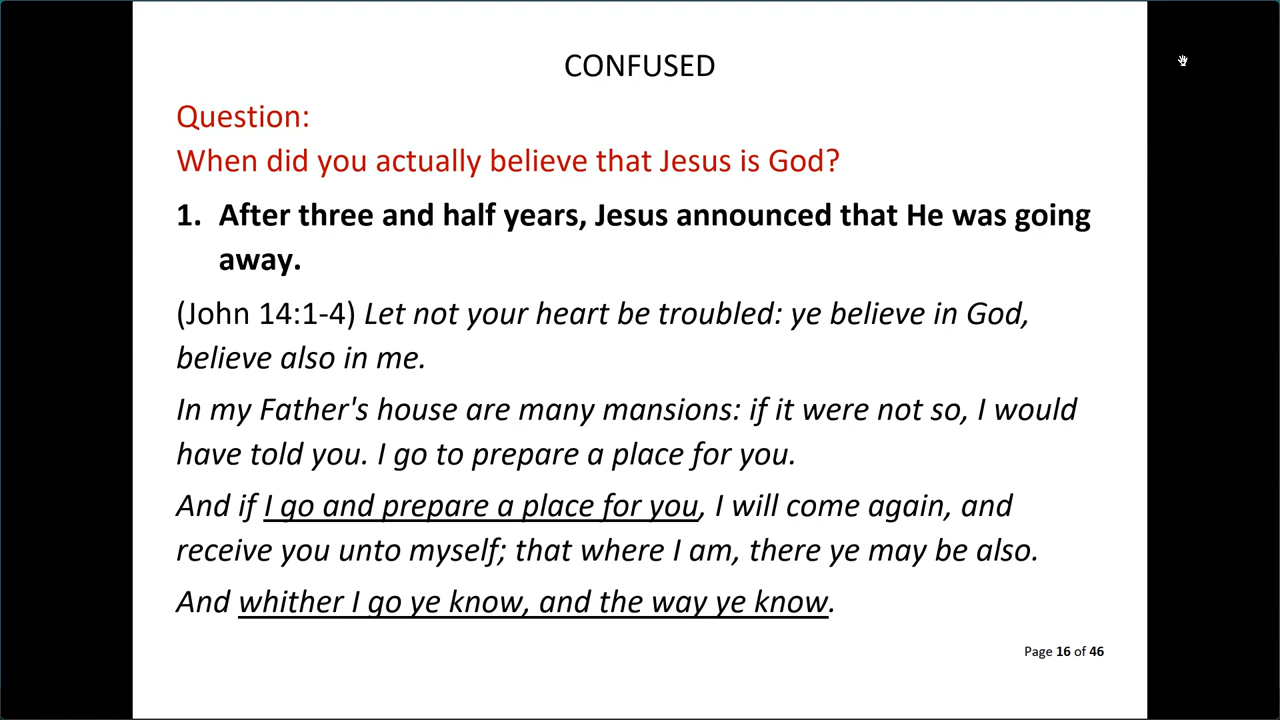 CONFUSED
Question:
When did you actually believe that Jesus is God?
1. After three and half years, Jesus announced that He was going
away.
(John 14:1-4) Let not your heart be troubled: ye believe in God,
believe also in me.
In my Father's house are many mansions: if it were not so, I would
have told you. I go to prepare a place for you.
And if I go and prepare a place for you, I will come again, and
receive you unto myself; that where I am, there ye may be also.
And whither I go ye know, and the way ye know.
Page 16 of 46